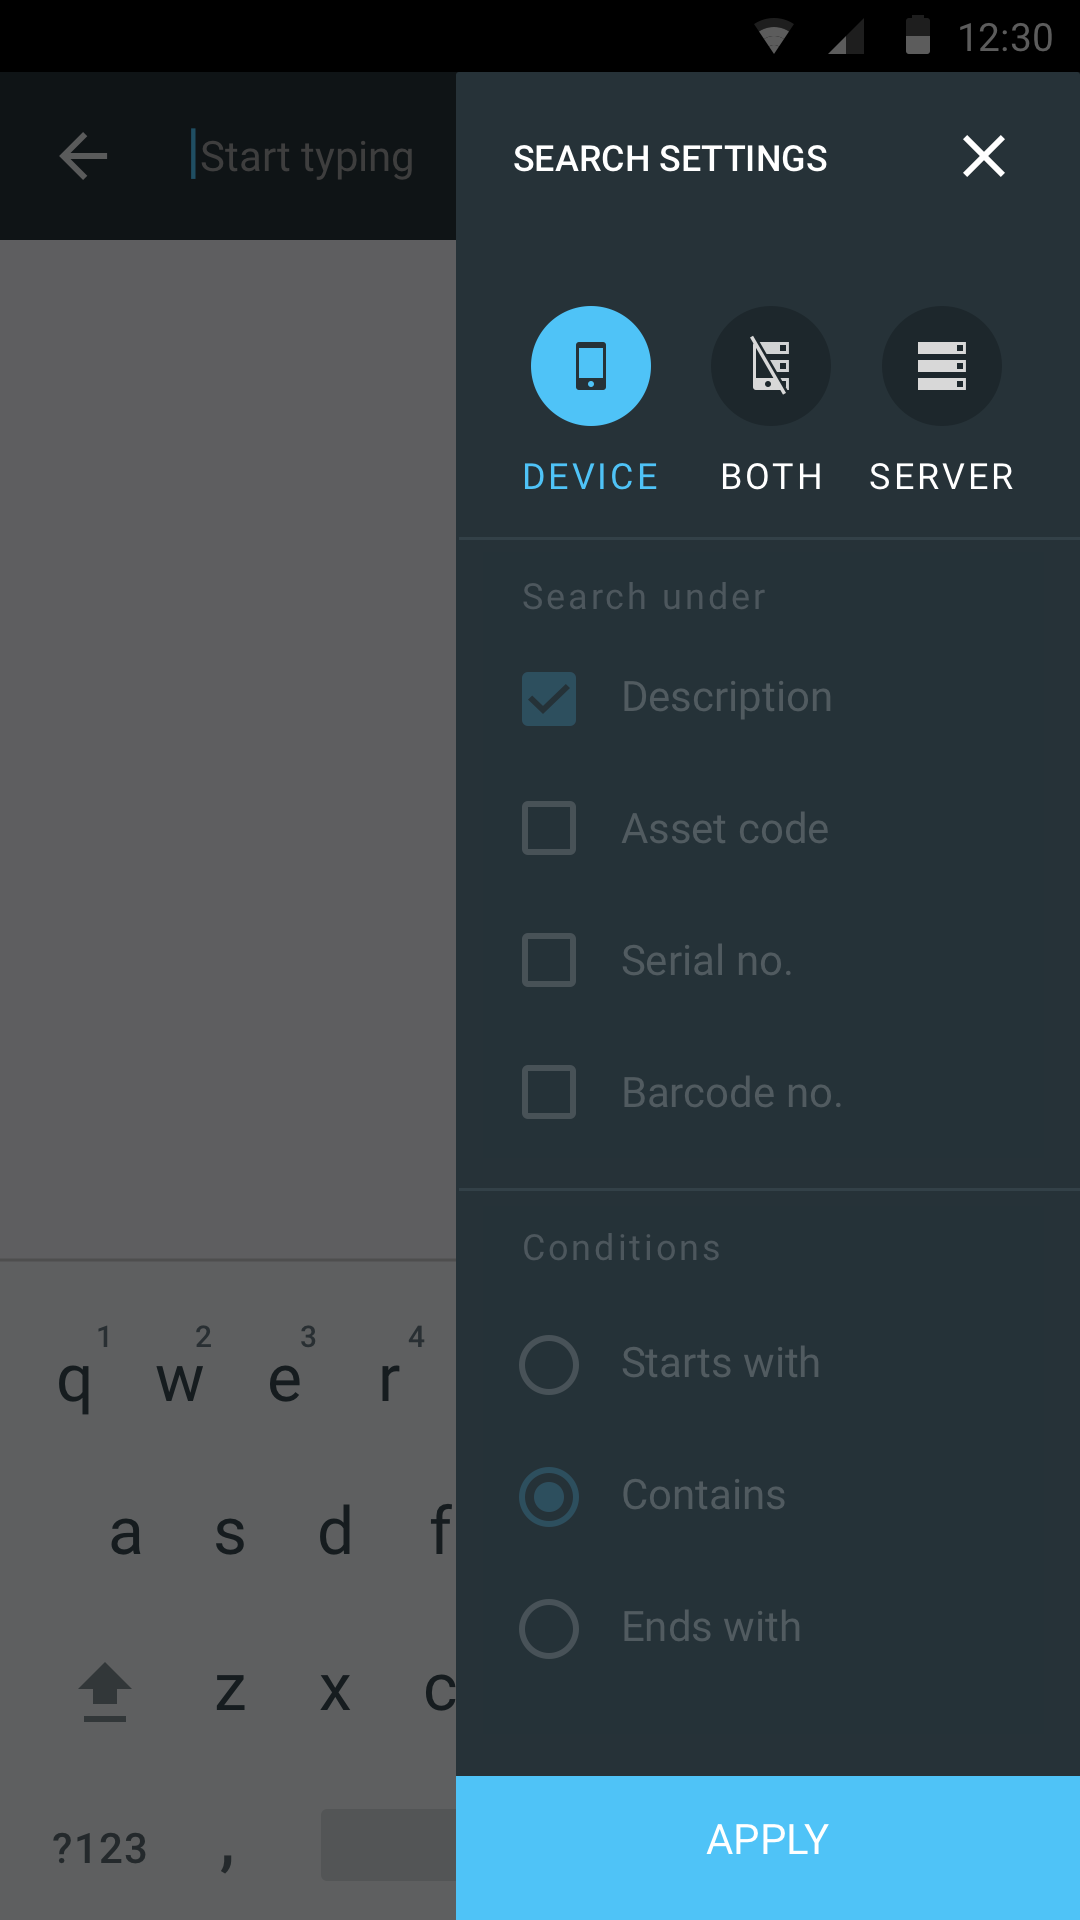 12:30
Start typing
SEARCH SETTINGS
DEVICE BOTH SERVER
Search under
Description
Asset code
Serial no.
Barcode no.
Conditions
Starts with
Contains
Ends with
APPLY
1 2 3 4
q w e r
a s d f
z x c
?123 ,